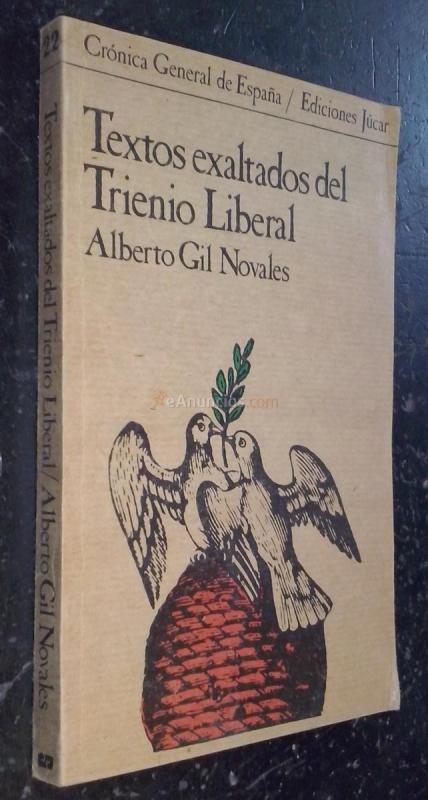 Crónica General de España / Ediciones Júcar
Textos exaltados del
Trienio Liberal
Alberto Gil Novales
22
Textos exaltados del Trienio Liberal / Alberto Gil Novales
eAnuncios.com